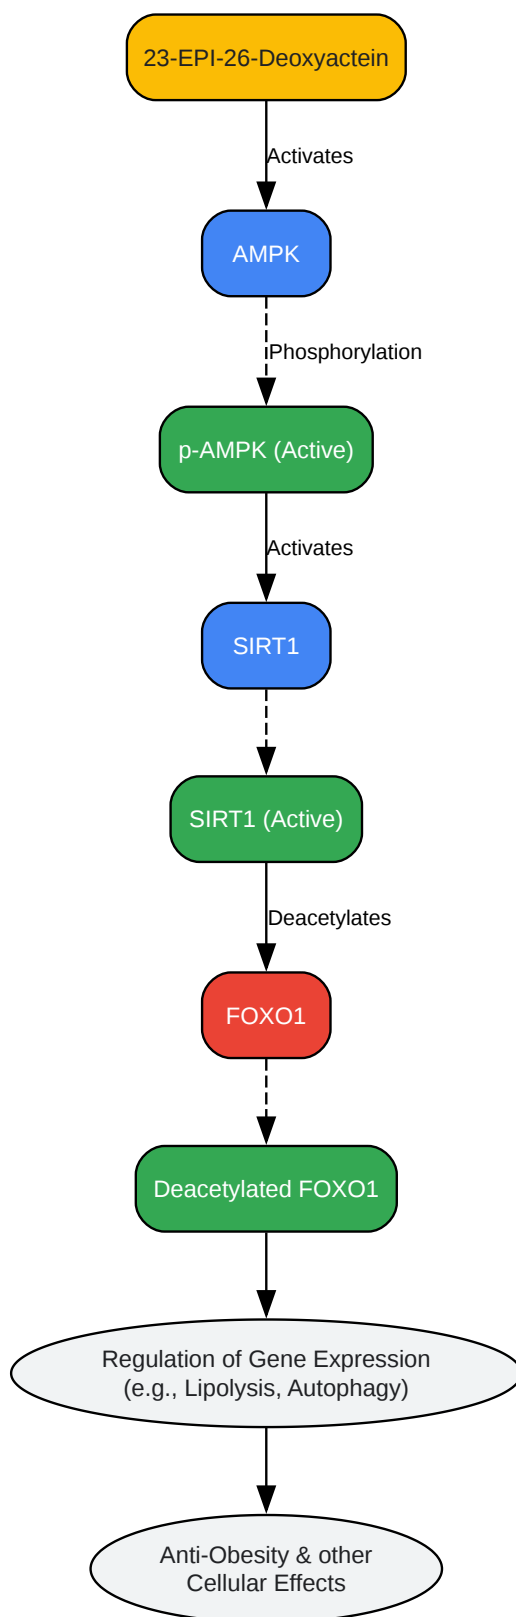 23-EPI-26-Deoxyactein
Activates
AMPK
Phosphorylation
p-AMPK (Active)
Activates
SIRT1
SIRT1 (Active)
Deacetylates
FOXO1
Deacetylated FOXO1
Regulation of Gene Expression
(e.g., Lipolysis, Autophagy)
Anti-Obesity & other
Cellular Effects